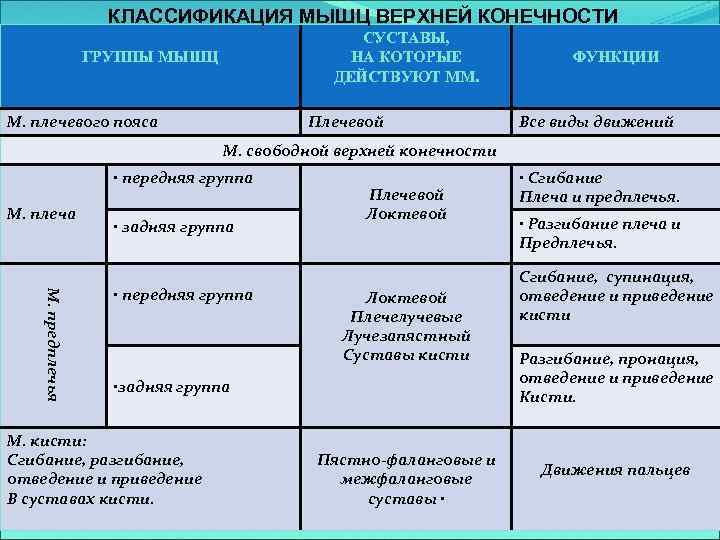 КЛАССИФИКАЦИЯ МЫШЦ ВЕРХНЕЙ КОНЕЧНОСТИ
ГРУППЫ МЫШЦ
СУСТАВЫ,
НА КОТОРЫЕ
ДЕЙСТВУЮТ ММ.
ФУНКЦИИ
М. плечевого пояса
Плечевой
Все виды движений
М. свободной верхней конечности
М. плеча
• передняя группа
• задняя группа
Плечевой
Локтевой
• Сгибание
Плеча и предплечья.
• Разгибание плеча и
Предплечья.
М. предплечья
• передняя группа
•задняя группа
Локтевой
Плечелучевые
Лучезапястный
Суставы кисти
Сгибание, супинация,
отведение и приведение
кисти
Разгибание, пронация,
отведение и приведение
Кисти.
М. кисти:
Сгибание, разгибание,
отведение и приведение
В суставах кисти.
Пястно-фаланговые и
межфаланговые
суставы •
Движения пальцев